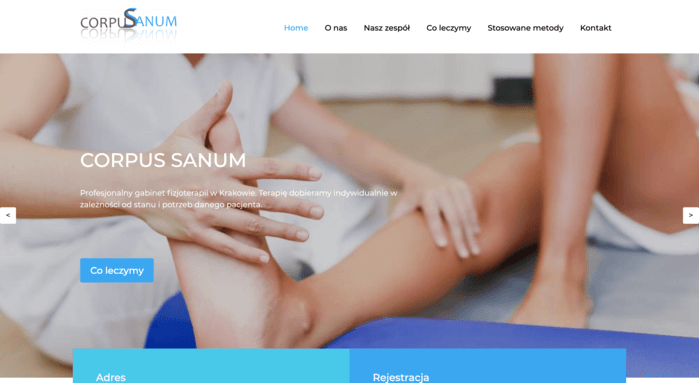 CORPUS SANUM
Home
O nas
Nasz zespół
Co leczymy
Stosowane metody
Kontakt
CORPUS SANUM
Profesjonalny gabinet fizjoterapii w Krakowie. Terapię dobieramy indywidualnie w
zależności od stanu i potrzeb danego pacjenta.
<
>
Co leczymy
Adres
Rejestracja